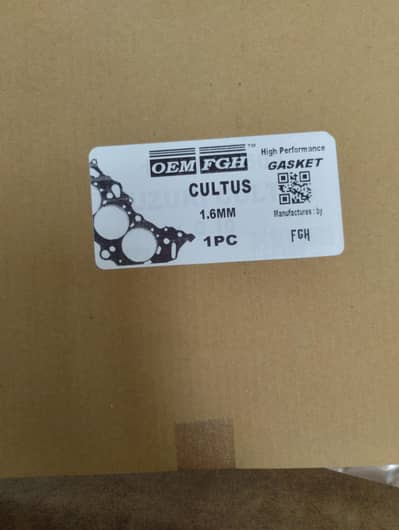 OEM FGH ™
High Performance
GASKET
CULTUS
1.6MM
Manufactures : by
1PC
FGH